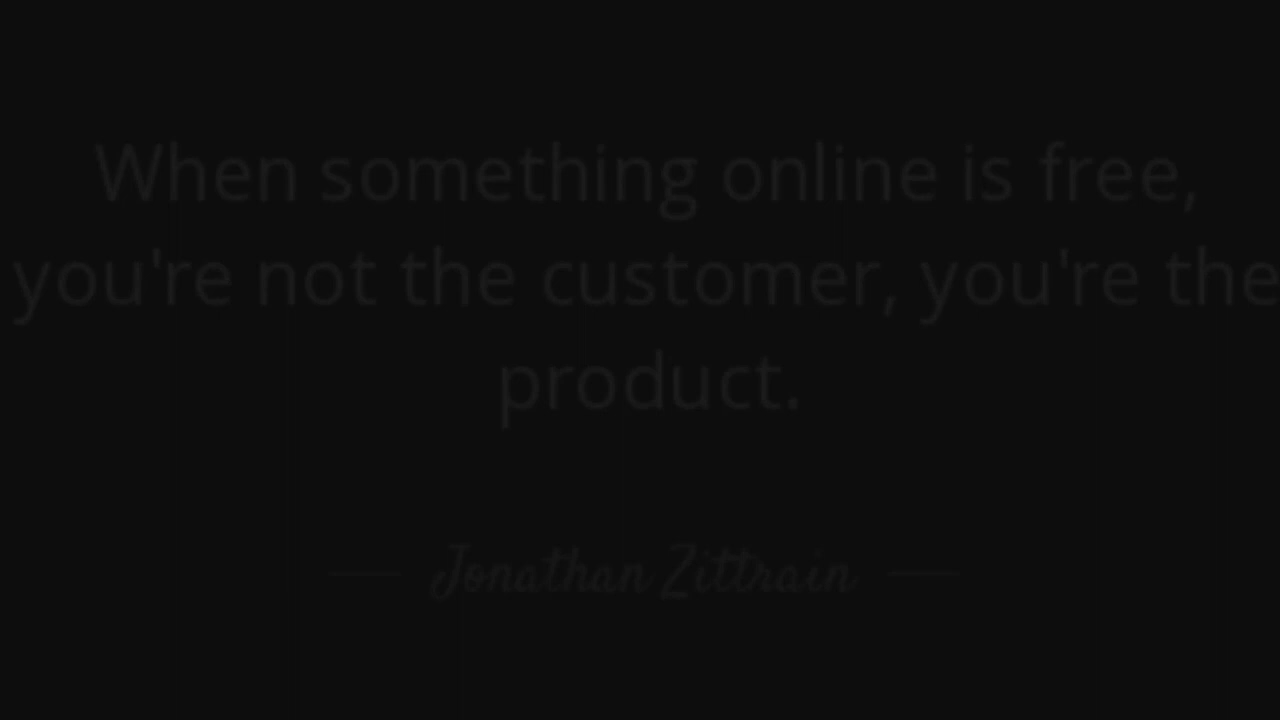 When something online is free,
you're not the customer, you're the
product.
Jonathan Zittrain